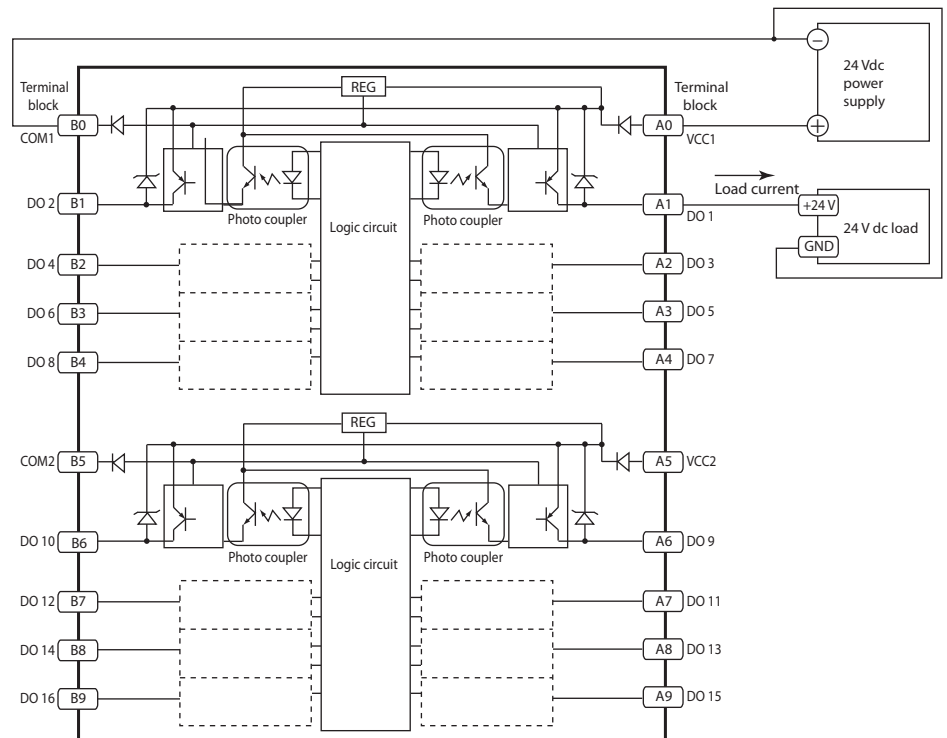 −
24 Vdc
power
supply
+
Terminal
block
REG
Terminal
block
B0
COM1
A0
VCC1
Load current
DO 2
B1
Photo coupler
Logic circuit
Photo coupler
A1
DO 1
+24 V
24 V dc load
GND
DO 4
B2
A2
DO 3
DO 6
B3
A3
DO 5
DO 8
B4
A4
DO 7
REG
COM2
B5
A5
VCC2
DO 10
B6
Photo coupler
Logic circuit
Photo coupler
A6
DO 9
DO 12
B7
A7
DO 11
DO 14
B8
A8
DO 13
DO 16
B9
A9
DO 15